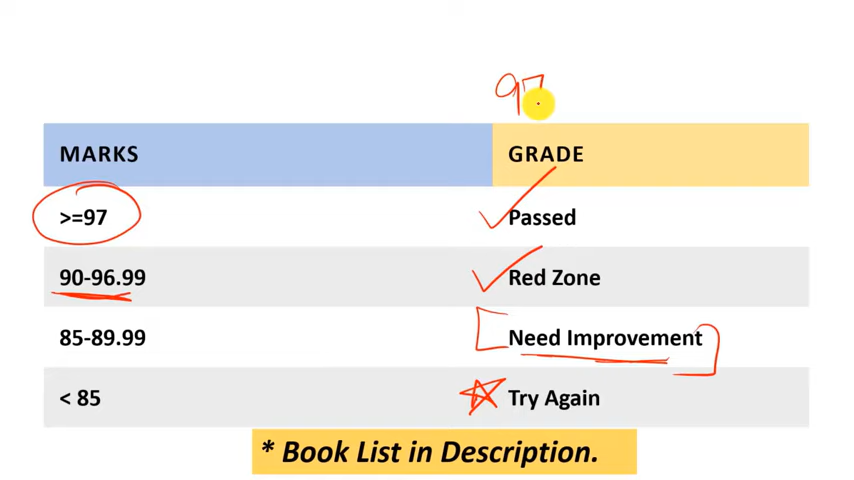 97
MARKS GRADE
>=97 Passed
90-96.99 Red Zone
85-89.99 Need Improvement
< 85 Try Again
* Book List in Description.